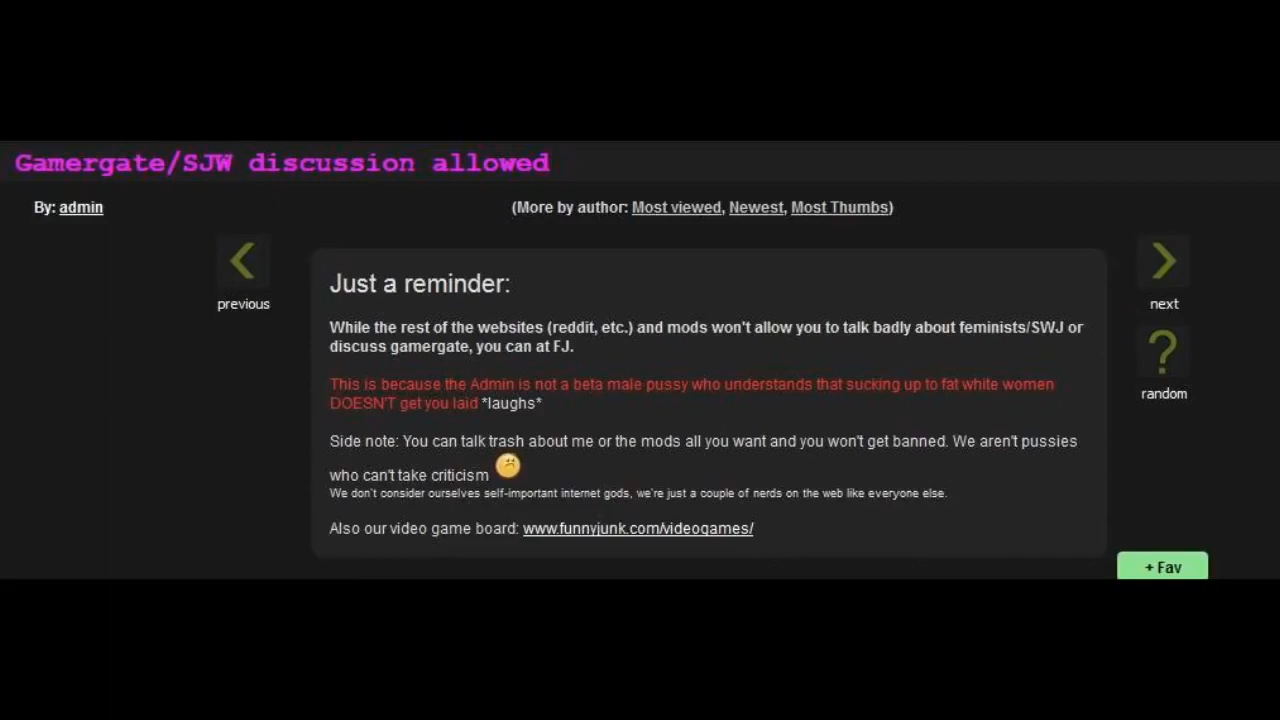 Gamergate/SJW discussion allowed
By: admin
(More by author: Most viewed, Newest, Most Thumbs)
previous
Just a reminder:
While the rest of the websites (reddit, etc.) and mods won't allow you to talk badly about feminists/SWJ or
discuss gamergate, you can at FJ.
This is because the Admin is not a beta male pussy who understands that sucking up to fat white women
DOESN'T get you laid *laughs*
Side note: You can talk trash about me or the mods all you want and you won't get banned. We aren't pussies
who can't take criticism
We don't consider ourselves self-important internet gods, we're just a couple of nerds on the web like everyone else.
Also our video game board: www.funnyjunk.com/videogames/
next
?
random
+ Fav